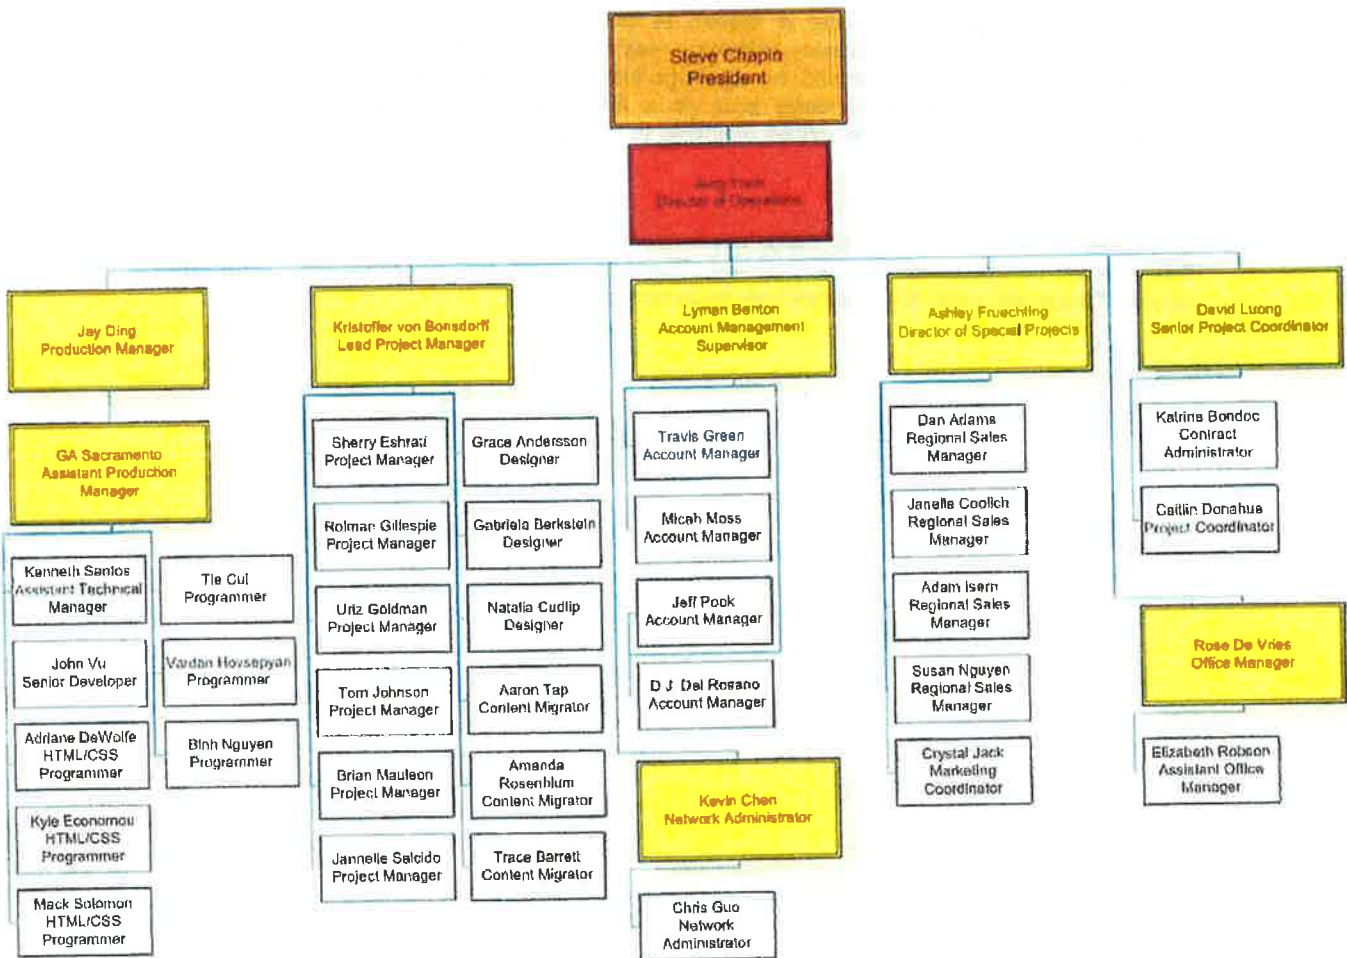 Steve Chapin
President
Director of Operations
Jay Ding
Production Manager
GA Sacramento
Assistant Production
Manager
Kenneth Santos
Assistant Technical
Manager
John Vu
Senior Developer
Adriane DeWolfe
HTML/CSS
Programmer
Kyle Economou
HTML/CSS
Programmer
Mack Solomon
HTML/CSS
Programmer
Tie Cui
Programmer
Vardan Hovsepyan
Programmer
Binh Nguyen
Programmer
Kristoffer von Bonsdorff
Lead Project Manager
Sherry Eshrati
Project Manager
Rolman Gillespie
Project Manager
Uriz Goldman
Project Manager
Tom Johnson
Project Manager
Brian Mauleon
Project Manager
Jannelle Salcido
Project Manager
Grace Andersson
Designer
Gabriela Berkstein
Designer
Natalia Cudlip
Designer
Aaron Tap
Content Migrator
Amanda
Rosenblum
Content Migrator
Trace Barrett
Content Migrator
Lyman Benton
Account Management
Supervisor
Travis Green
Account Manager
Micah Moss
Account Manager
Jeff Pook
Account Manager
D.J. Del Rosario
Account Manager
Kevin Chen
Network Administrator
Chris Guo
Network
Administrator
Ashley Fruechting
Director of Special Projects
Dan Adams
Regional Sales
Manager
Janelle Coolich
Regional Sales
Manager
Adam Isern
Regional Sales
Manager
Susan Nguyen
Regional Sales
Manager
Crystal Jack
Marketing
Coordinator
David Luong
Senior Project Coordinator
Katrina Bondoc
Contract
Administrator
Caitlin Donahue
Project Coordinator
Rose De Vries
Office Manager
Elizabeth Robson
Assistant Office
Manager